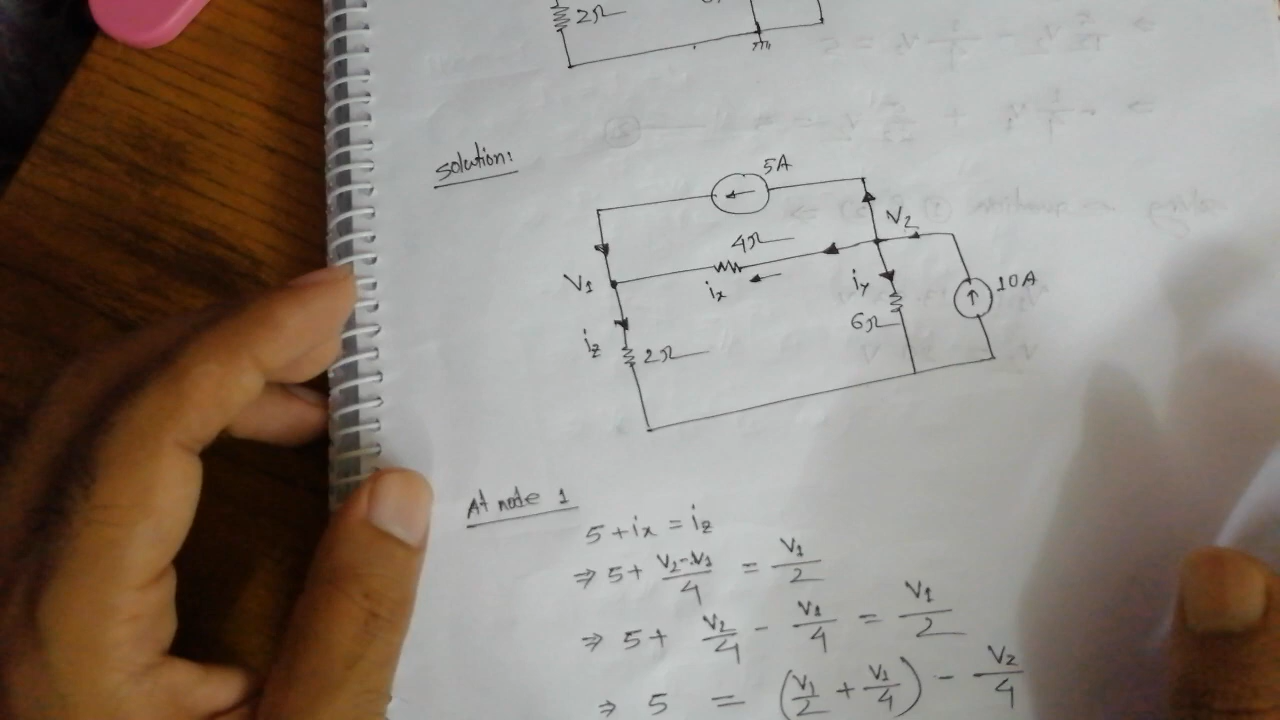 2Ω
Solution:
5A
V₂
4Ω
V₁
ix
iy
10A
6Ω
iz
2Ω
At node 1
5 + ix = iz
⇒ 5 + (V₂ - V₁)/4 = V₁/2
⇒ 5 + V₂/4 - V₁/4 = V₁/2
⇒ 5 = (V₁/2 + V₁/4) - V₂/4